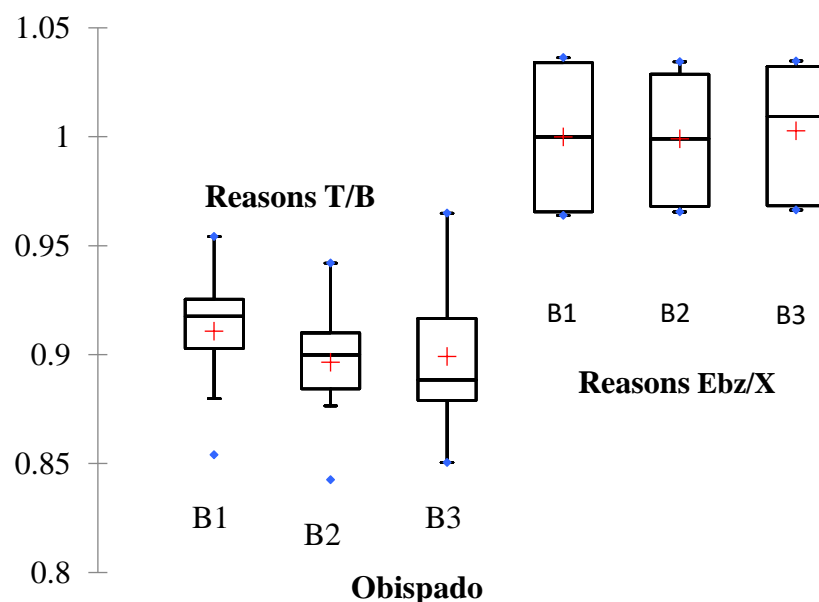 1.05
1
0.95
0.9
0.85
0.8
Reasons T/B
B1
B2
B3
B1
B2
B3
Reasons Ebz/X
Obispado